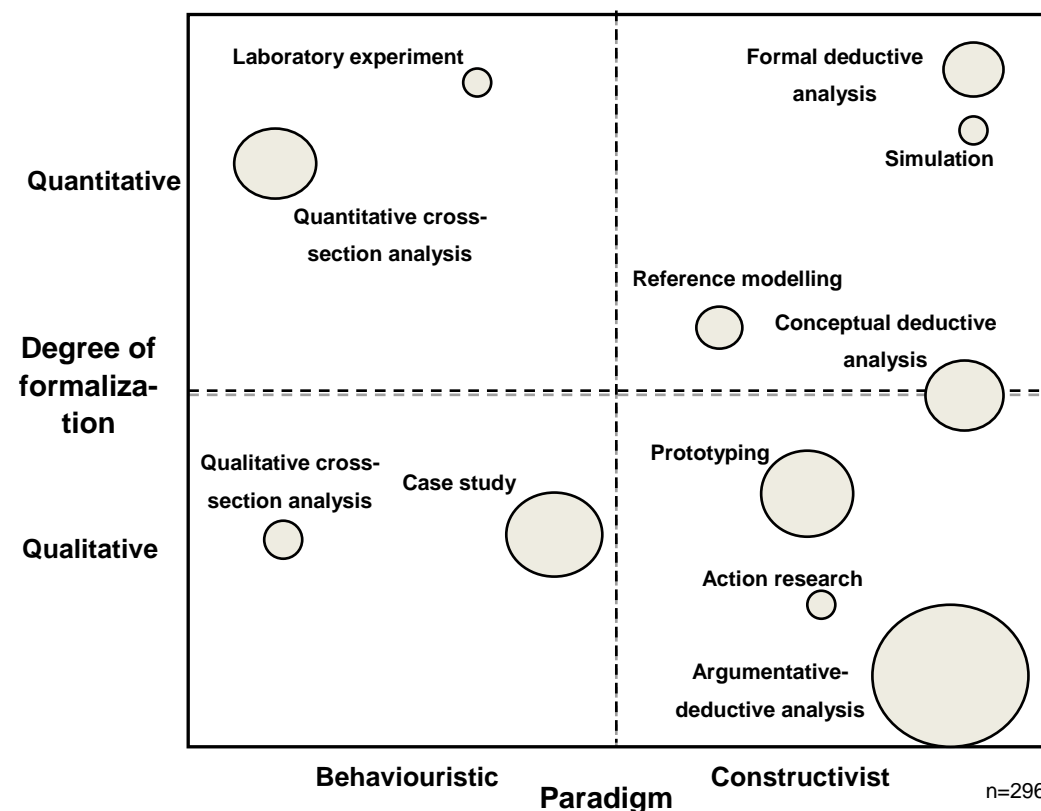 Laboratory experiment
Formal deductive
analysis
Simulation
Quantitative
Quantitative cross-
section analysis
Reference modelling
Conceptual deductive
analysis
Degree of
formaliza-
tion
Prototyping
Qualitative cross-
section analysis
Case study
Qualitative
Action research
Argumentative-
deductive analysis
Behaviouristic
Constructivist
Paradigm
n=296